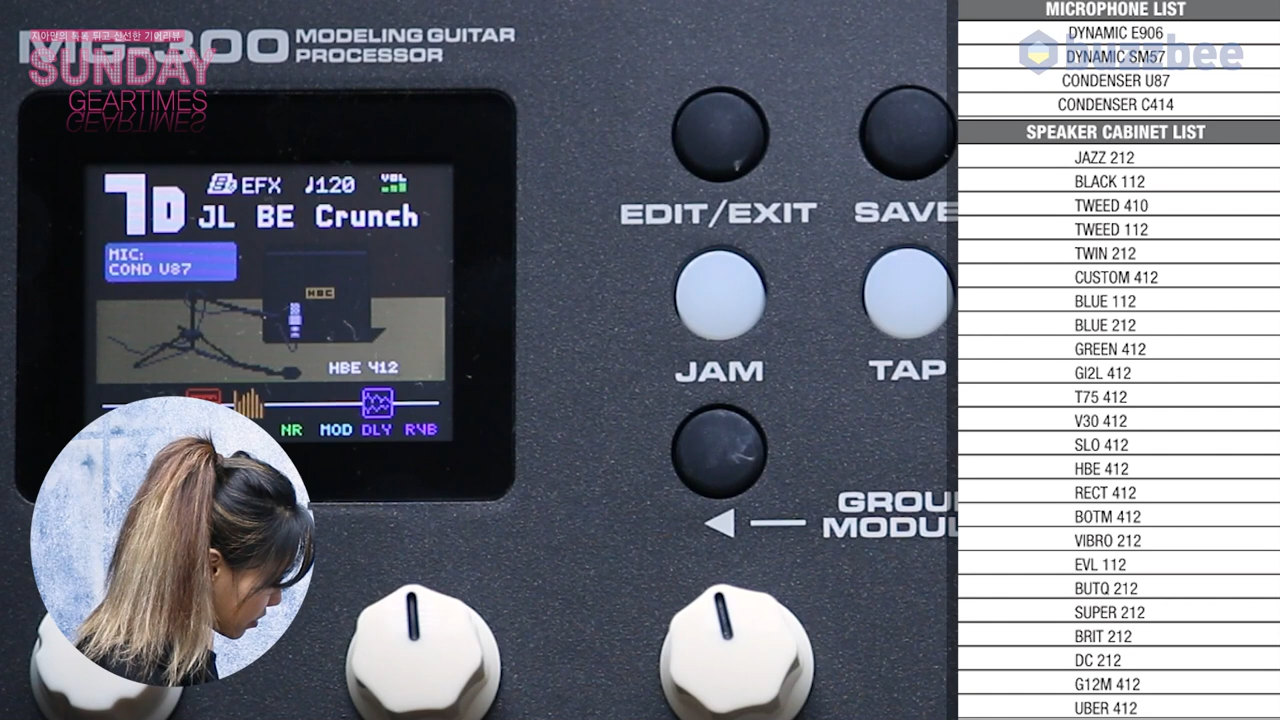 지아맛의 톡톡 튀고 신선한 기어리뷰
SUNDAY
GEARTIMES
MG-300 MODELING GUITAR
PROCESSOR
7D EFX ♩120 VOL
JL BE Crunch
MIC:
COND U87
HBC
HBE 412
NR MOD DLY RVB
EDIT/EXIT SAVE
JAM TAP
GROU
MODUL
buzzbee
MICROPHONE LIST
DYNAMIC E906
DYNAMIC SM57
CONDENSER U87
CONDENSER C414
SPEAKER CABINET LIST
JAZZ 212
BLACK 112
TWEED 410
TWEED 112
TWIN 212
CUSTOM 412
BLUE 112
BLUE 212
GREEN 412
GI2L 412
T75 412
V30 412
SLO 412
HBE 412
RECT 412
BOTM 412
VIBRO 212
EVL 112
BUTQ 212
SUPER 212
BRIT 212
DC 212
G12M 412
UBER 412